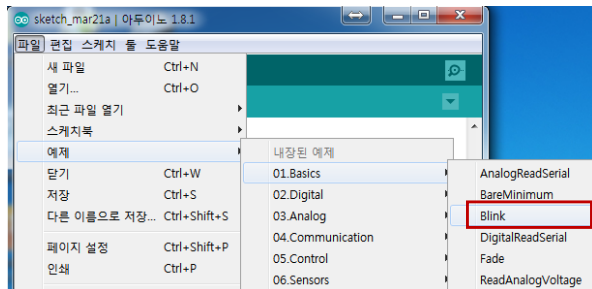 sketch_mar21a | 아두이노 1.8.1
파일 편집 스케치 툴 도움말
새 파일 Ctrl+N
열기... Ctrl+O
최근 파일 열기
스케치북
예제
닫기 Ctrl+W
저장 Ctrl+S
다른 이름으로 저장... Ctrl+Shift+S
페이지 설정 Ctrl+Shift+P
인쇄 Ctrl+P
내장된 예제
01.Basics
02.Digital
03.Analog
04.Communication
05.Control
06.Sensors
AnalogReadSerial
BareMinimum
Blink
DigitalReadSerial
Fade
ReadAnalogVoltage